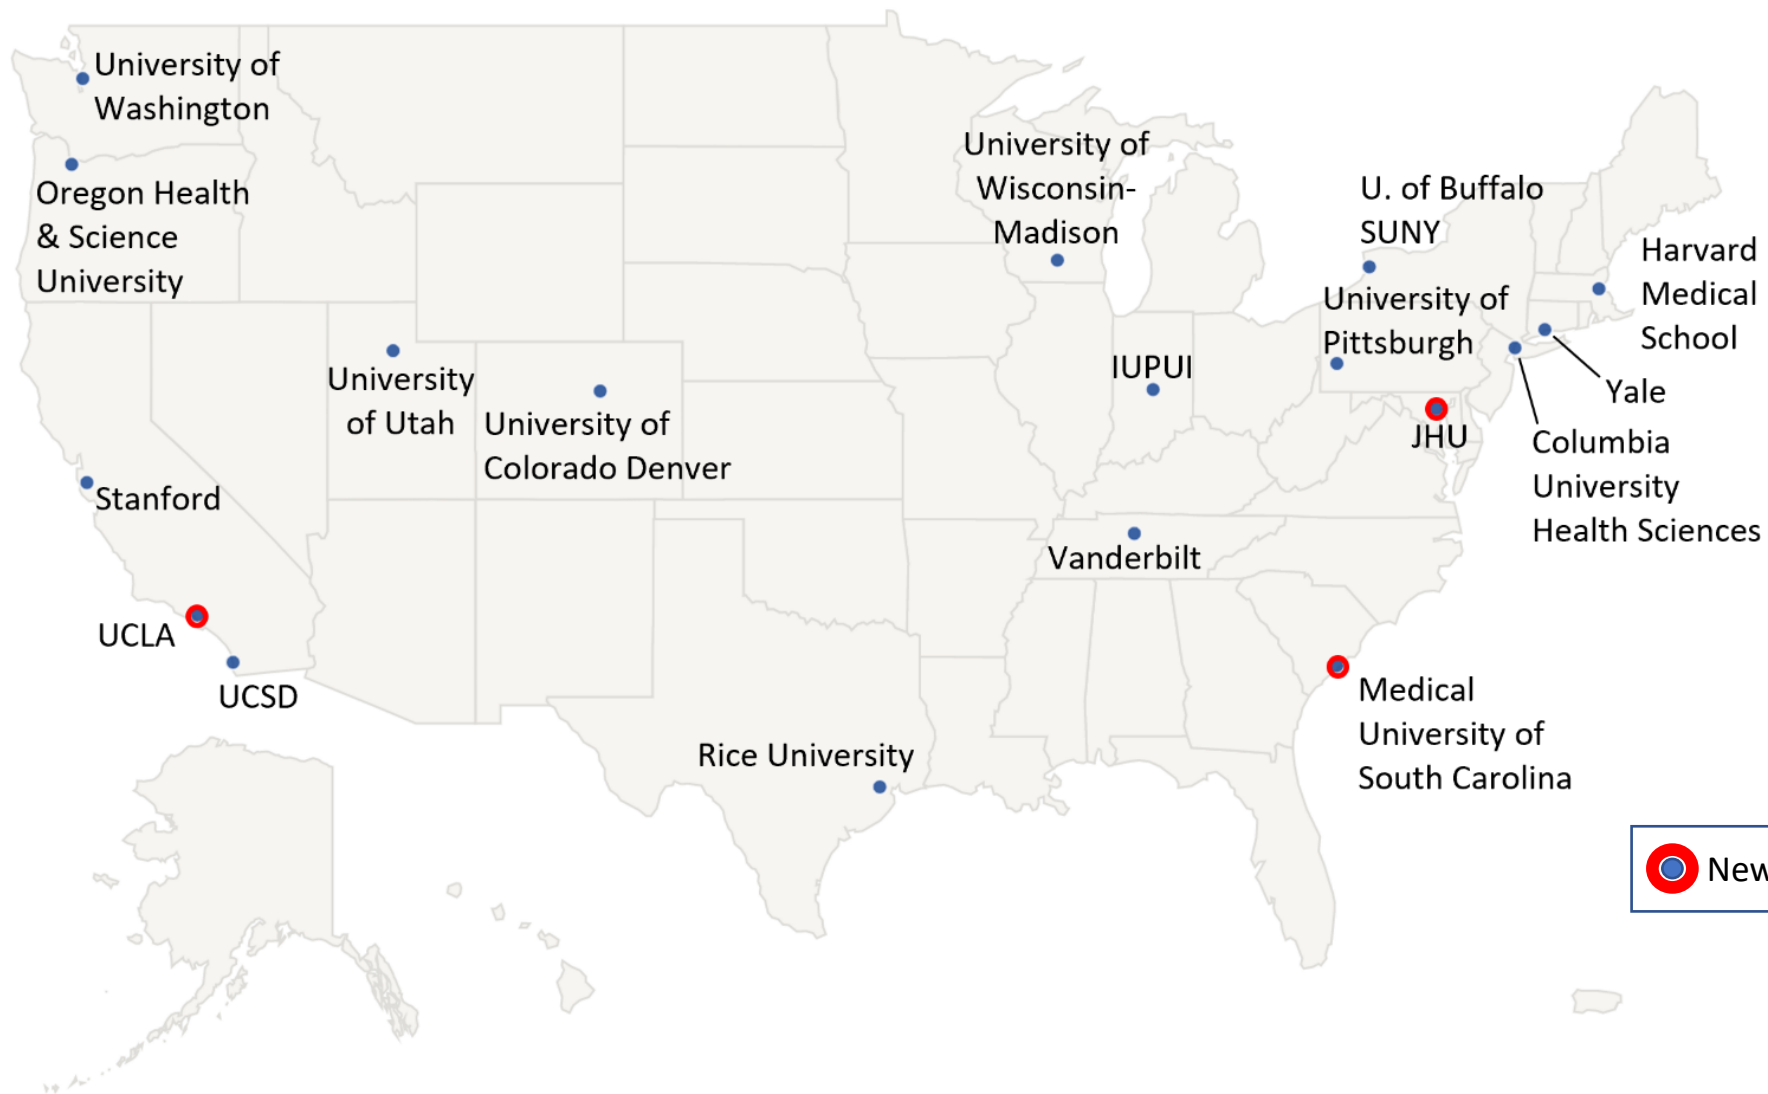 University of
Washington
Oregon Health
& Science
University
University of
Wisconsin-
Madison
U. of Buffalo
SUNY
Harvard
Medical
School
University of
Pittsburgh
IUPUI
University
of Utah
University of
Colorado Denver
Yale
JHU
Columbia
University
Health Sciences
Stanford
Vanderbilt
UCLA
UCSD
Medical
University of
South Carolina
Rice University
New